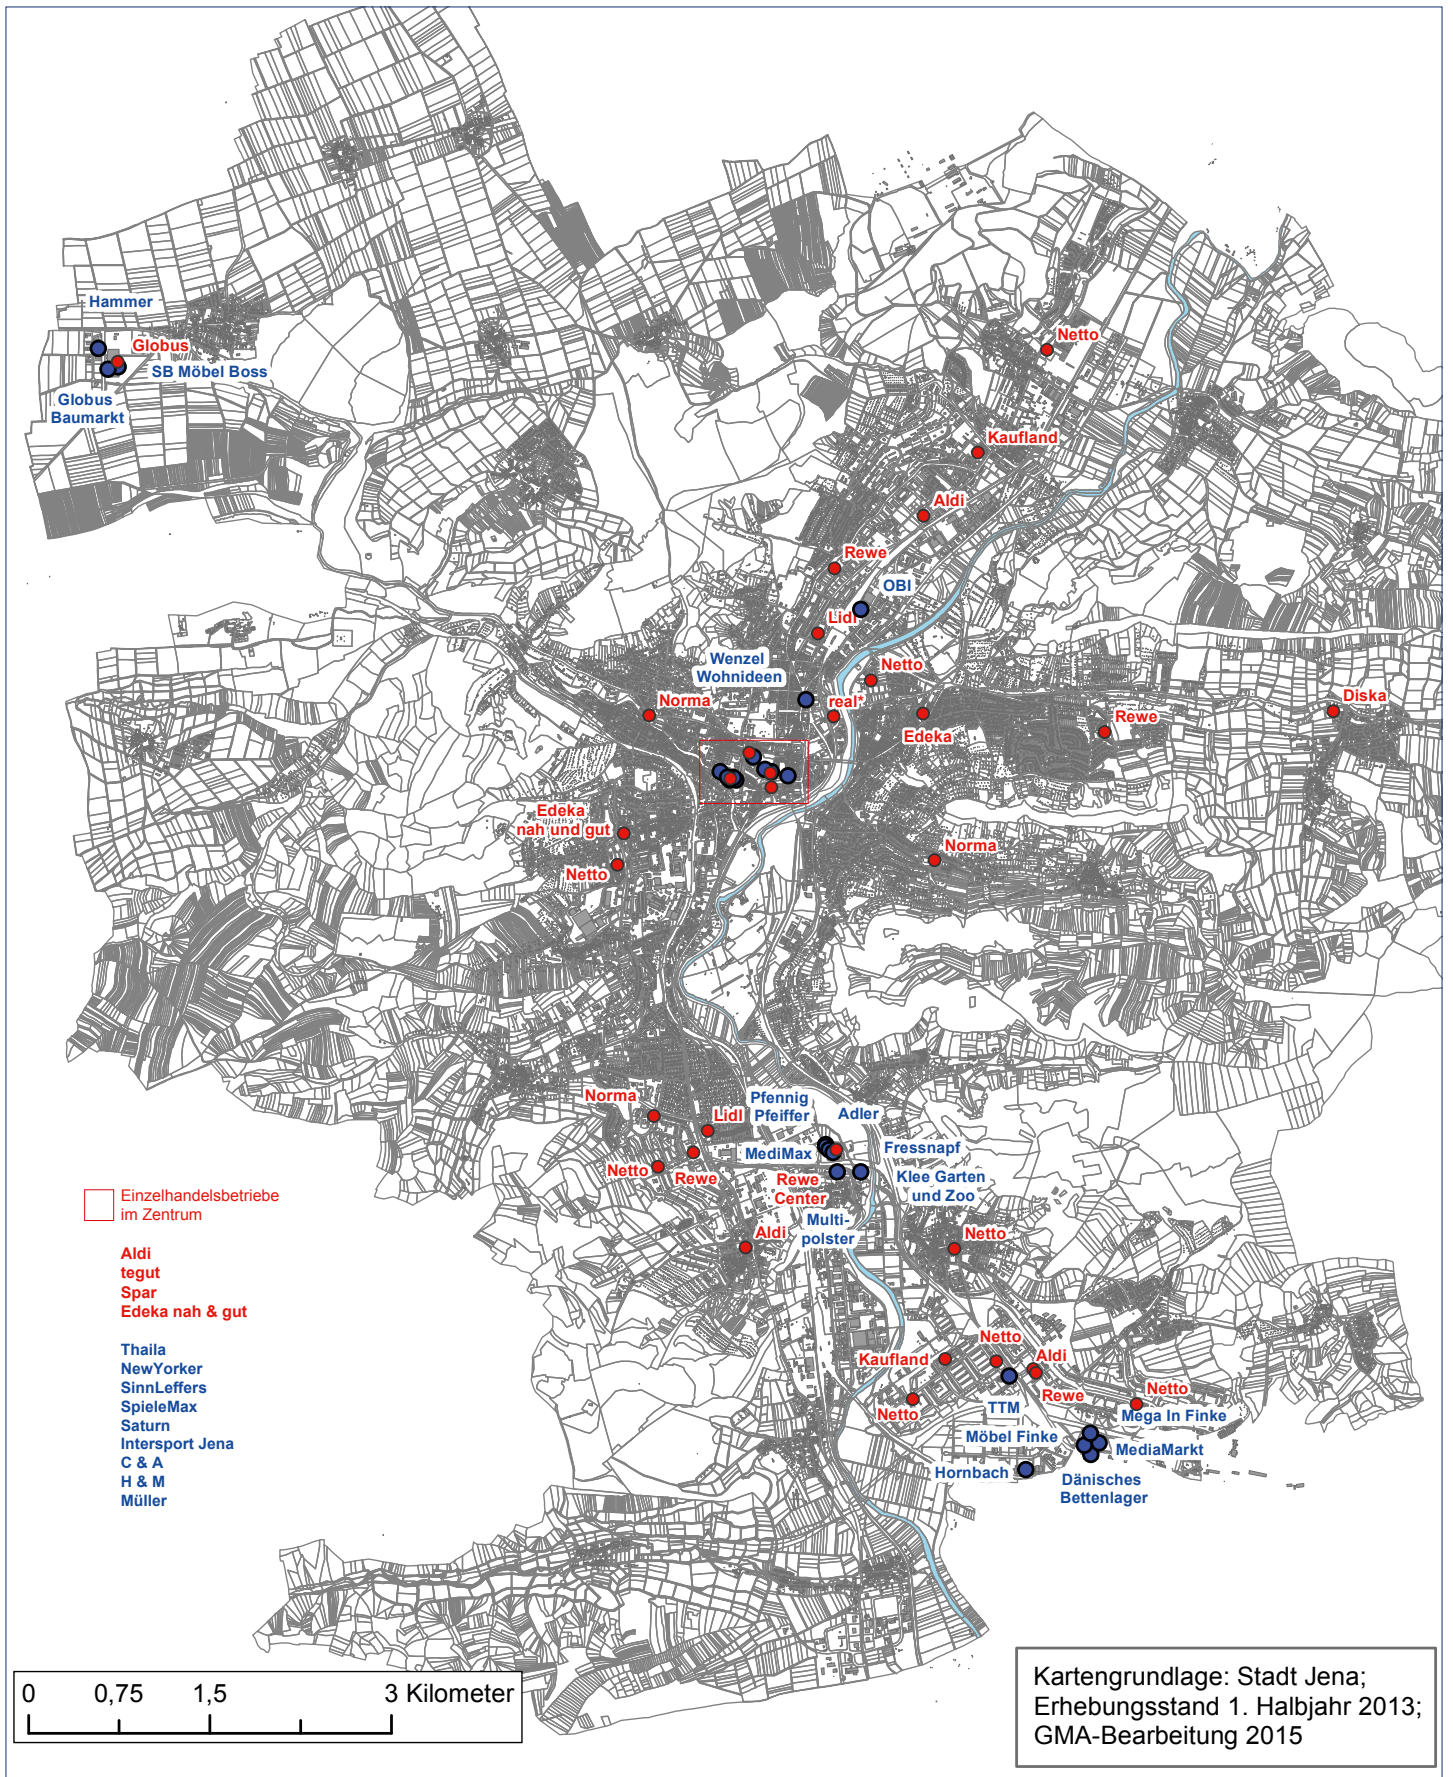 Hammer
Globus
SB Möbel Boss
Globus
Baumarkt
Netto
Kaufland
Aldi
Rewe
OBI
Lidl
Wenzel
Wohnideen
Netto
Norma
real*
Edeka
Rewe
Diska
Edeka
nah und gut
Netto
Norma
Norma
Lidl
Pfennig
Pfeiffer
Adler
MediMax
Fressnapf
Netto
Rewe
Rewe
Center
Klee Garten
und Zoo
Multi-
polster
Aldi
Netto
Einzelhandelsbetriebe
im Zentrum
Aldi
tegut
Spar
Edeka nah & gut
Thaila
NewYorker
SinnLeffers
SpieleMax
Saturn
Intersport Jena
C & A
H & M
Müller
Netto
Kaufland
Aldi
Rewe
Netto
Netto
TTM
Mega In Finke
Möbel Finke
MediaMarkt
Hornbach
Dänisches
Bettenlager
0 0,75 1,5 3 Kilometer
Kartengrundlage: Stadt Jena;
Erhebungsstand 1. Halbjahr 2013;
GMA-Bearbeitung 2015